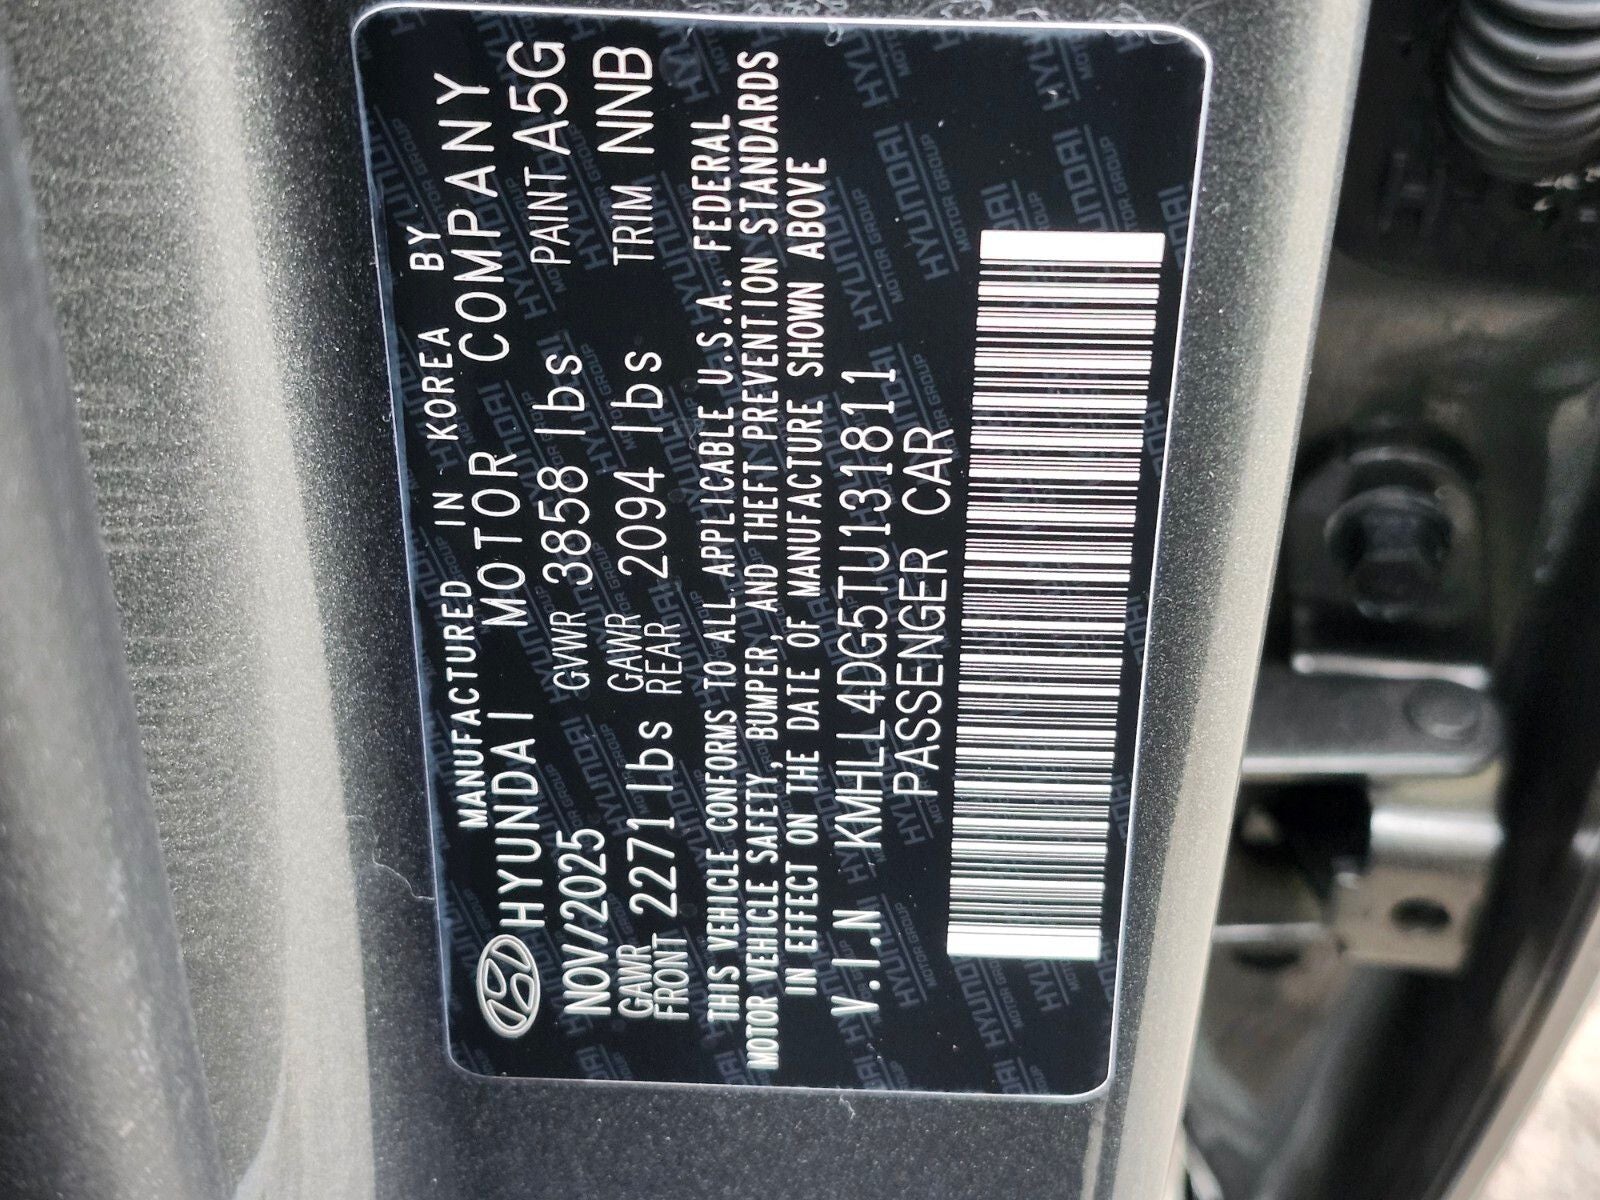 MANUFACTURED IN KOREA BY
HYUNDAI MOTOR COMPANY
NOV/2025 GVWR 3858 lbs PAINT A5G
GAWR FRONT 2271 lbs GAWR REAR 2094 lbs TRIM NNB
THIS VEHICLE CONFORMS TO ALL APPLICABLE U.S.A. FEDERAL
MOTOR VEHICLE SAFETY, BUMPER, AND THEFT PREVENTION STANDARDS
IN EFFECT ON THE DATE OF MANUFACTURE SHOWN ABOVE
V.I.N KMHLL4DG5TU131811
PASSENGER CAR